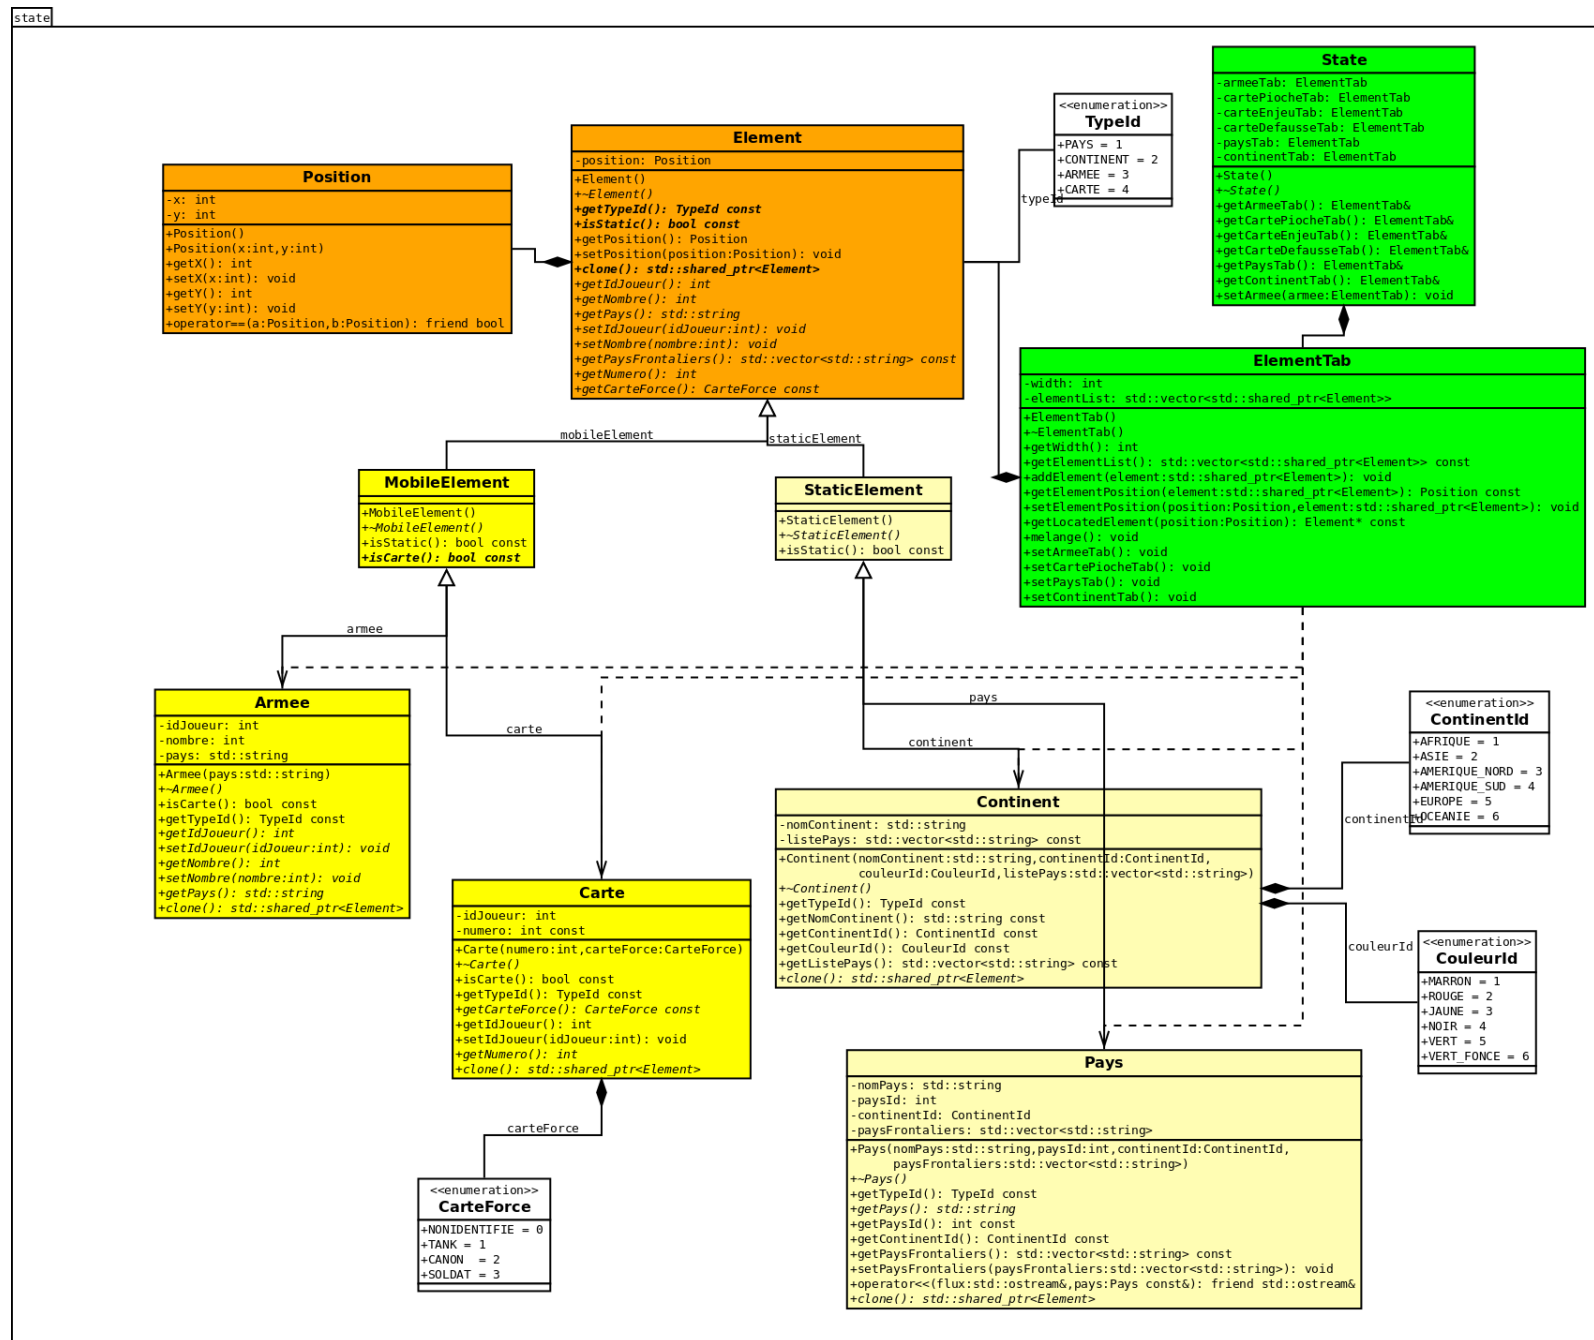 state
State
-armeeTab: ElementTab
-cartePiocheTab: ElementTab
-carteEnjeuTab: ElementTab
-carteDefausseTab: ElementTab
-paysTab: ElementTab
-continentTab: ElementTab
+State()
+~State()
+getArmeeTab(): ElementTab&
+getCartePiocheTab(): ElementTab&
+getCarteEnjeuTab(): ElementTab&
+getCarteDefausseTab(): ElementTab&
+getPaysTab(): ElementTab&
+getContinentTab(): ElementTab&
+setArmee(armee:ElementTab): void
<<enumeration>>
TypeId
+PAYS = 1
+CONTINENT = 2
+ARMEE = 3
+CARTE = 4
typeId
Element
-position: Position
+Element()
+~Element()
+getTypeId(): TypeId const
+isStatic(): bool const
+getPosition(): Position
+setPosition(position:Position): void
+clone(): std::shared_ptr<Element>
+getIdJoueur(): int
+getNombre(): int
+getPays(): std::string
+setIdJoueur(idJoueur:int): void
+setNombre(nombre:int): void
+getPaysFrontaliers(): std::vector<std::string> const
+getNumero(): int
+getCarteForce(): CarteForce const
Position
-x: int
-y: int
+Position()
+Position(x:int,y:int)
+getX(): int
+setX(x:int): void
+getY(): int
+setY(y:int): void
+operator==(a:Position,b:Position): friend bool
ElementTab
-width: int
-elementList: std::vector<std::shared_ptr<Element>>
+ElementTab()
+~ElementTab()
+getWidth(): int
+getElementList(): std::vector<std::shared_ptr<Element>> const
+addElement(element:std::shared_ptr<Element>): void
+getElementPosition(element:std::shared_ptr<Element>): Position const
+setElementPosition(position:Position,element:std::shared_ptr<Element>): void
+getLocatedElement(position:Position): Element* const
+melange(): void
+setArmeeTab(): void
+setCartePiocheTab(): void
+setPaysTab(): void
+setContinentTab(): void
mobileElement
staticElement
MobileElement
+MobileElement()
+~MobileElement()
+isStatic(): bool const
+isCarte(): bool const
StaticElement
+StaticElement()
+~StaticElement()
+isStatic(): bool const
armee
carte
pays
continent
Armee
-idJoueur: int
-nombre: int
-pays: std::string
+Armee(pays:std::string)
+~Armee()
+isCarte(): bool const
+getTypeId(): TypeId const
+getIdJoueur(): int
+setIdJoueur(idJoueur:int): void
+getNombre(): int
+setNombre(nombre:int): void
+getPays(): std::string
+clone(): std::shared_ptr<Element>
Carte
-idJoueur: int
-numero: int const
+Carte(numero:int,carteForce:CarteForce)
+~Carte()
+isCarte(): bool const
+getTypeId(): TypeId const
+getCarteForce(): CarteForce const
+getIdJoueur(): int
+setIdJoueur(idJoueur:int): void
+getNumero(): int
+clone(): std::shared_ptr<Element>
carteForce
<<enumeration>>
CarteForce
+NONIDENTIFIE = 0
+TANK = 1
+CANON  = 2
+SOLDAT = 3
Continent
-nomContinent: std::string
-listePays: std::vector<std::string> const
+Continent(nomContinent:std::string,continentId:ContinentId,
couleurId:CouleurId,listePays:std::vector<std::string>)
+~Continent()
+getTypeId(): TypeId const
+getNomContinent(): std::string const
+getContinentId(): ContinentId const
+getCouleurId(): CouleurId const
+getListePays(): std::vector<std::string> const
+clone(): std::shared_ptr<Element>
<<enumeration>>
ContinentId
+AFRIQUE = 1
+ASIE = 2
+AMERIQUE_NORD = 3
+AMERIQUE_SUD = 4
+EUROPE = 5
+OCEANIE = 6
continentId
couleurId
<<enumeration>>
CouleurId
+MARRON = 1
+ROUGE = 2
+JAUNE = 3
+NOIR = 4
+VERT = 5
+VERT_FONCE = 6
Pays
-nomPays: std::string
-paysId: int
-continentId: ContinentId
-paysFrontaliers: std::vector<std::string>
+Pays(nomPays:std::string,paysId:int,continentId:ContinentId,
paysFrontaliers:std::vector<std::string>)
+~Pays()
+getTypeId(): TypeId const
+getPays(): std::string
+getPaysId(): int const
+getContinentId(): ContinentId const
+getPaysFrontaliers(): std::vector<std::string> const
+setPaysFrontaliers(paysFrontaliers:std::vector<std::string>): void
+operator<<(flux:std::ostream&,pays:Pays const&): friend std::ostream&
+clone(): std::shared_ptr<Element>